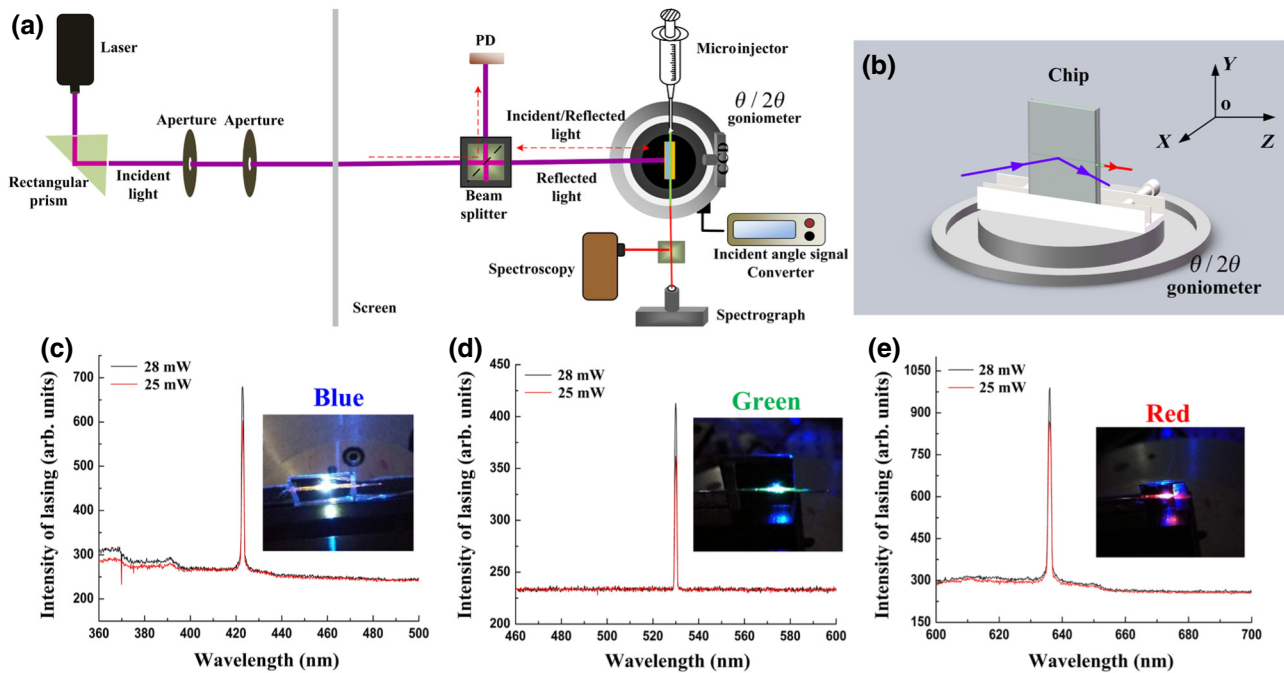 (a)
Laser
PD
Microinjector
Aperture
Aperture
Incident/Reflected
light
θ / 2θ
goniometer
CCD
Rectangular
prism
Incident
light
Beam
splitter
Reflected
light
Spectroscopy
Incident angle signal
Converter
Screen
Spectrograph
(b)
Chip
Y
o
X
Z
θ / 2θ
goniometer
(c)
Intensity of lasing (arb. units)
700
600
500
400
300
200
28 mW
25 mW
Blue
360
380
400
420
440
460
480
500
Wavelength (nm)
(d)
Intensity of lasing (arb. units)
450
400
350
300
250
200
28 mW
25 mW
Green
460
480
500
520
540
560
580
600
Wavelength (nm)
(e)
Intensity of lasing (arb. units)
1050
900
750
600
450
300
150
28 mW
25 mW
Red
600
620
640
660
680
700
Wavelength (nm)